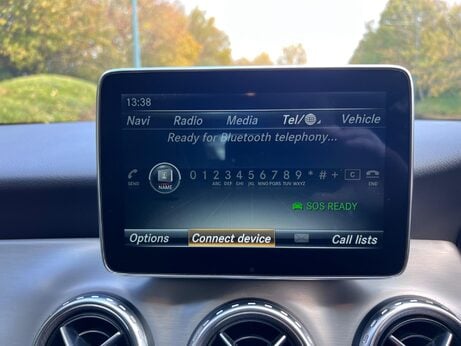 13:38
Navi Radio Media Tel/ Vehicle
Ready for Bluetooth telephony...
SEND NAME 0 1 2 3 4 5 6 7 8 9 * # + C END
ABC DEF GHI JKL MNO PQR TUV WXYZ
SOS READY
Options Connect device Call lists